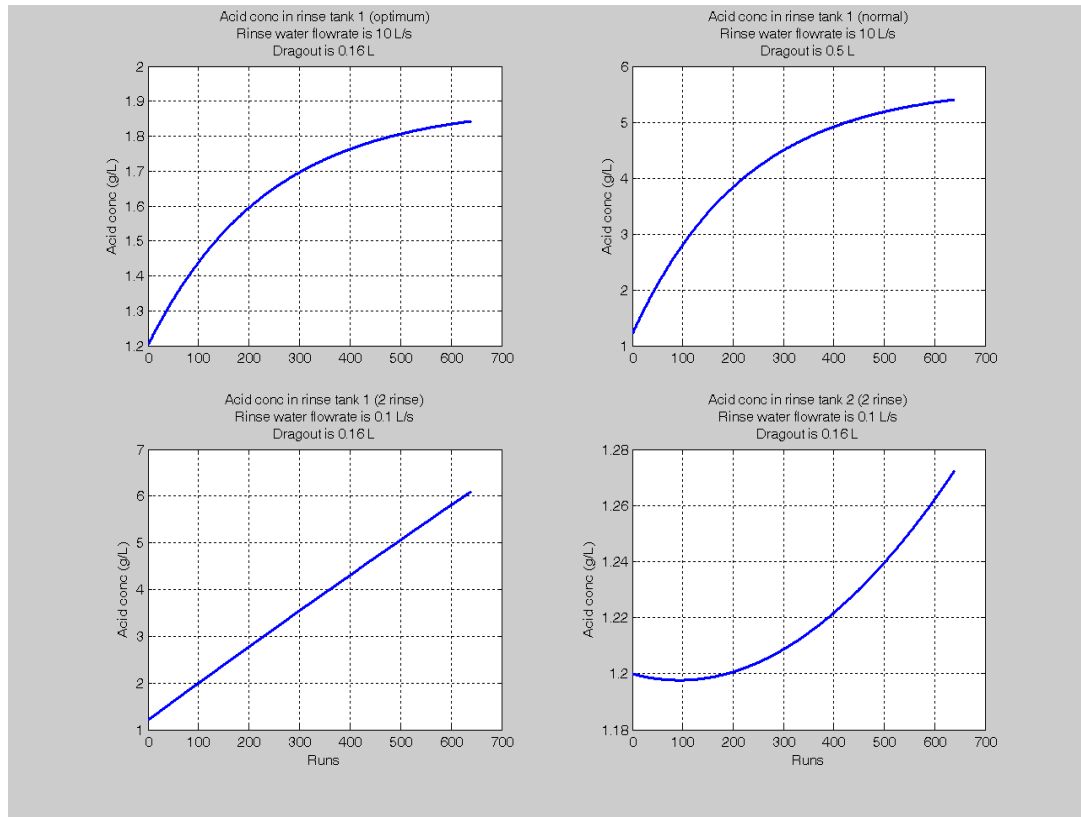 Acid conc in rinse tank 1 (optimum)
Rinse water flowrate is 10 L/s
Dragout is 0.16 L
2
1.9
1.8
1.7
1.6
1.5
1.4
1.3
1.2
Acid conc (g/L)
0 100 200 300 400 500 600 700
Acid conc in rinse tank 1 (normal)
Rinse water flowrate is 10 L/s
Dragout is 0.5 L
6
5
4
3
2
1
Acid conc (g/L)
0 100 200 300 400 500 600 700
Acid conc in rinse tank 1 (2 rinse)
Rinse water flowrate is 0.1 L/s
Dragout is 0.16 L
7
6
5
4
3
2
1
Acid conc (g/L)
0 100 200 300 400 500 600 700
Runs
Acid conc in rinse tank 2 (2 rinse)
Rinse water flowrate is 0.1 L/s
Dragout is 0.16 L
1.28
1.26
1.24
1.22
1.2
1.18
Acid conc (g/L)
0 100 200 300 400 500 600 700
Runs